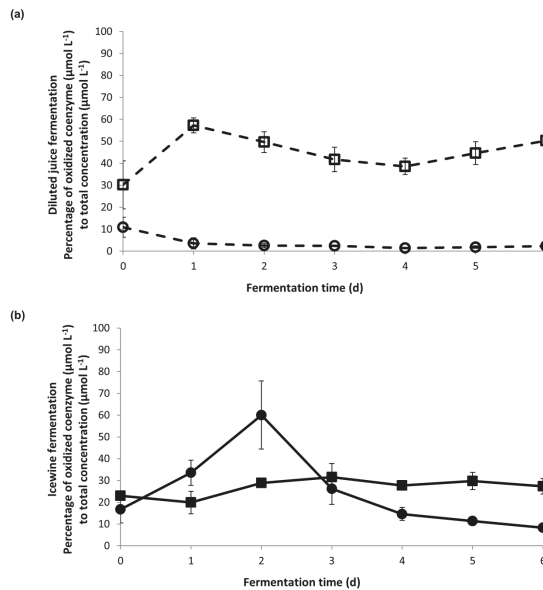 (a)
Diluted juice fermentation
Percentage of oxidized coenzyme (µmol L-1)
to total concentration (µmol L-1)
100
90
80
70
60
50
40
30
20
10
0
0 1 2 3 4 5
Fermentation time (d)
(b)
Icewine fermentation
Percentage of oxidized coenzyme (µmol L-1)
to total concentration (µmol L-1)
100
90
80
70
60
50
40
30
20
10
0
0 1 2 3 4 5 6
Fermentation time (d)